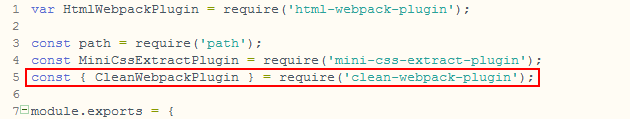 1 var HtmlWebpackPlugin = require('html-webpack-plugin');
2
3 const path = require('path');
4 const MiniCssExtractPlugin = require('mini-css-extract-plugin');
5 const { CleanWebpackPlugin } = require('clean-webpack-plugin');
6
7 module.exports = {